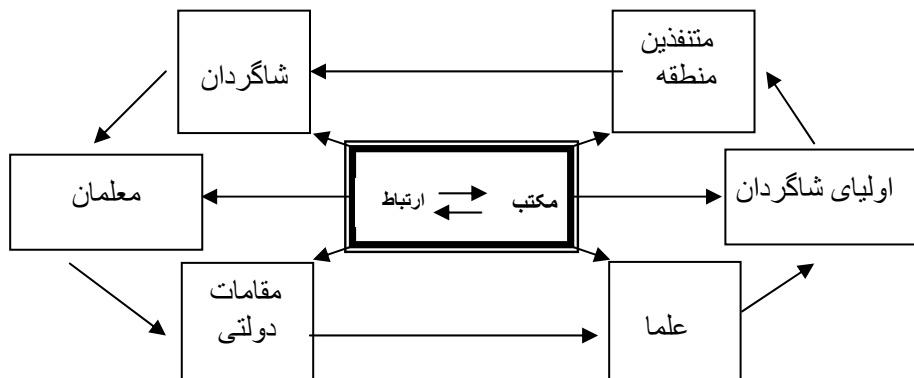 متنفذین
منطقه
شاگردان
اولیای شاگردان
معلمان
مکتب
ارتباط
علما
مقامات
دولتی